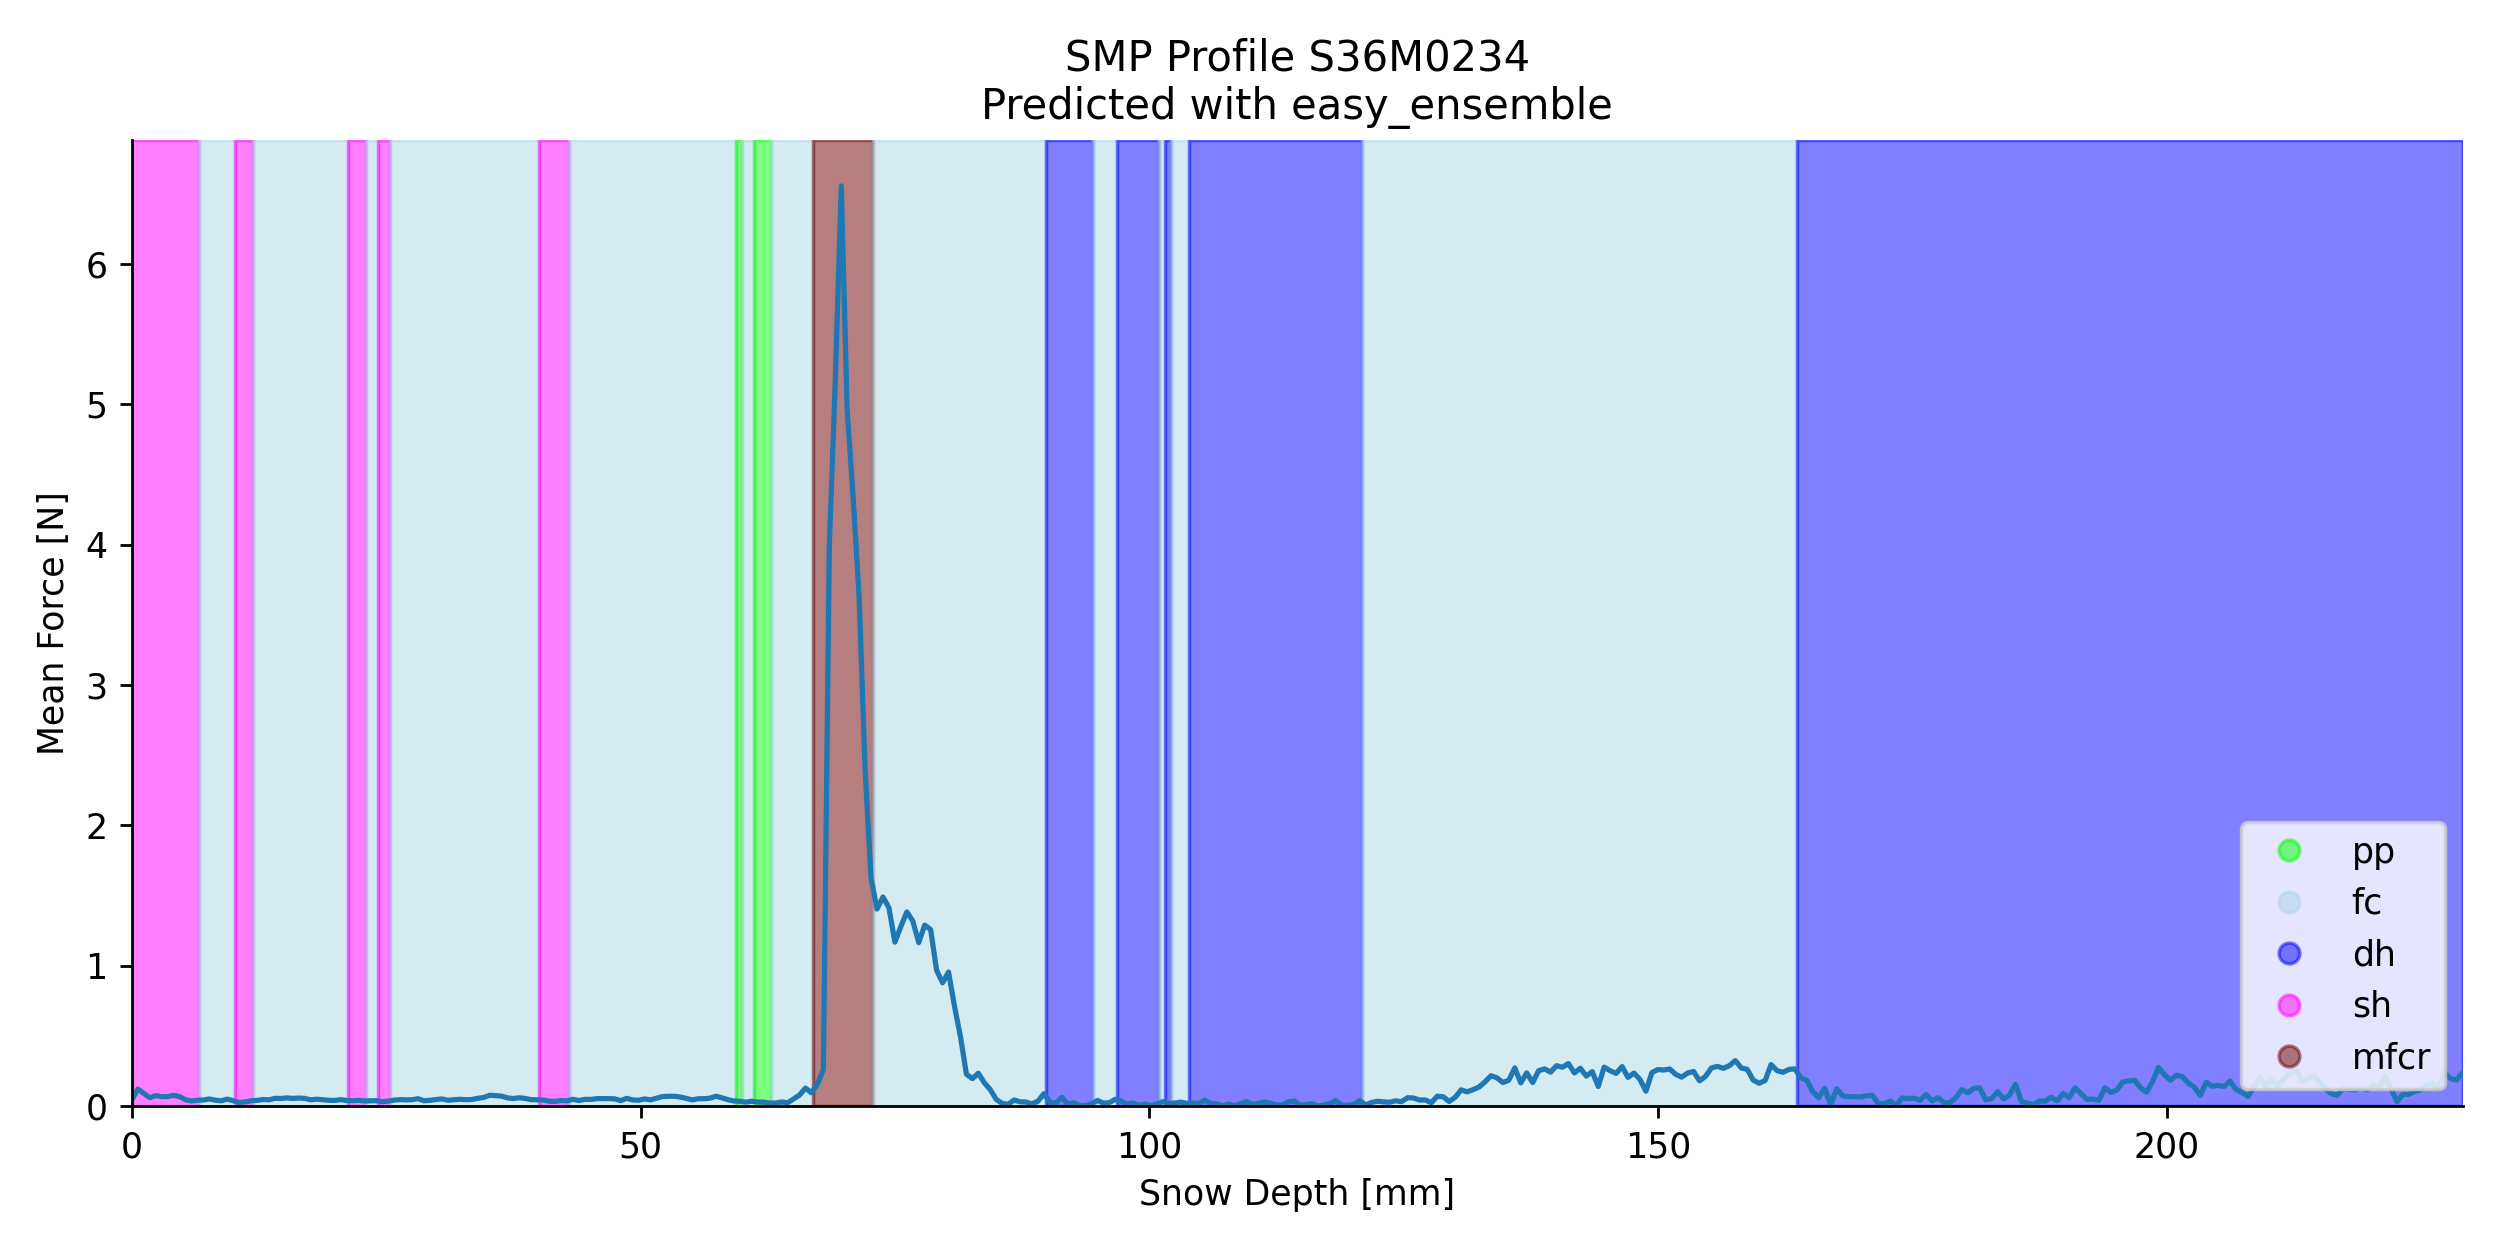 SMP Profile S36M0234
Predicted with easy_ensemble
Mean Force [N]
6
5
4
3
2
1
0
0 50 100 150 200
Snow Depth [mm]
pp
fc
dh
sh
mfcr